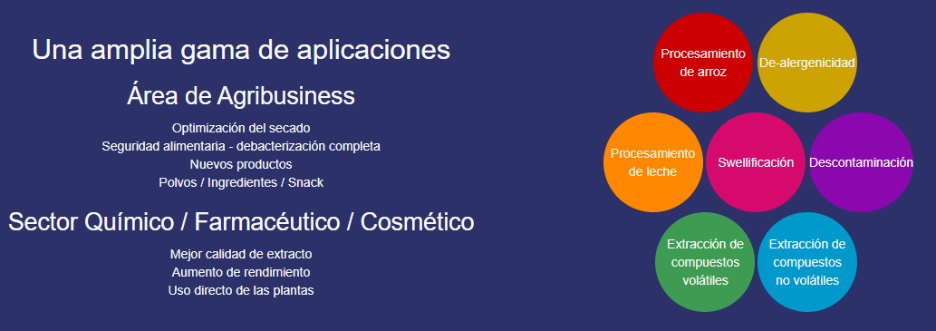 Una amplia gama de aplicaciones
Área de Agribusiness
Optimización del secado
Seguridad alimentaria - debacterización completa
Nuevos productos
Polvos / Ingredientes / Snack
Sector Químico / Farmacéutico / Cosmético
Mejor calidad de extracto
Aumento de rendimiento
Uso directo de las plantas
Procesamiento
de arroz
De-alergenicidad
Procesamiento
de leche
Swellificación
Descontaminación
Extracción de
compuestos
volátiles
Extracción de
compuestos
no volátiles